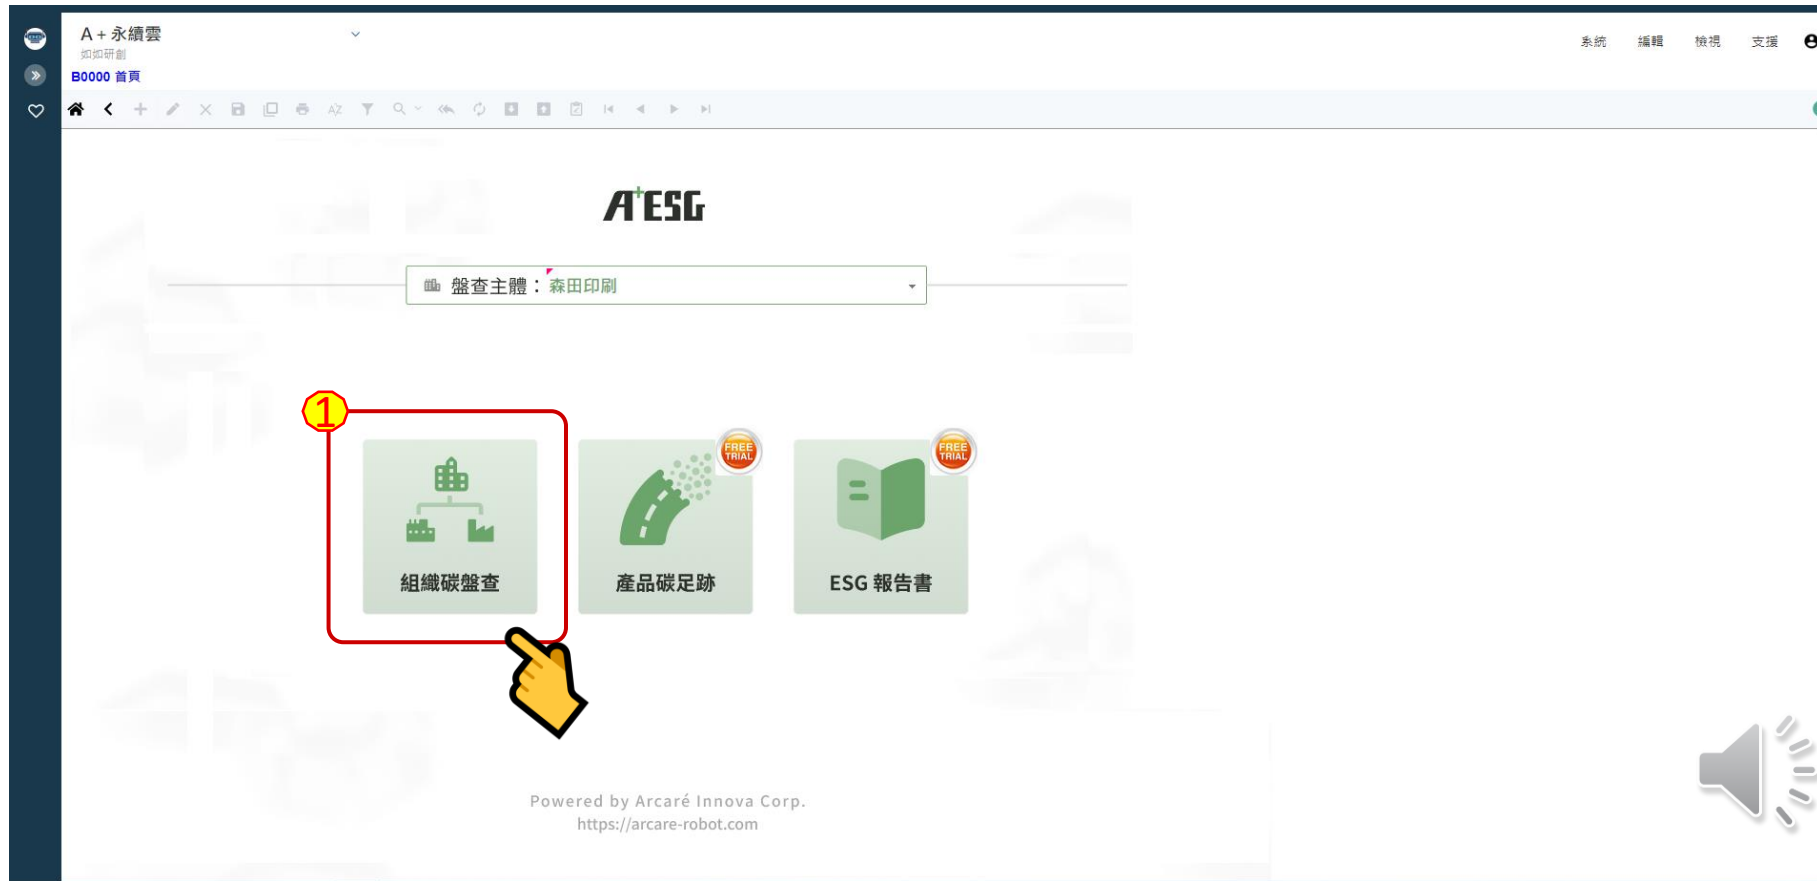 A + 永續雲
如如研創
系統 編輯 檢視 支援
B0000 首頁
A+ESG
盤查主體：森田印刷
1
FREE TRIAL
FREE TRIAL
組織碳盤查
產品碳足跡
ESG 報告書
Powered by Arcaré Innova Corp.
https://arcare-robot.com